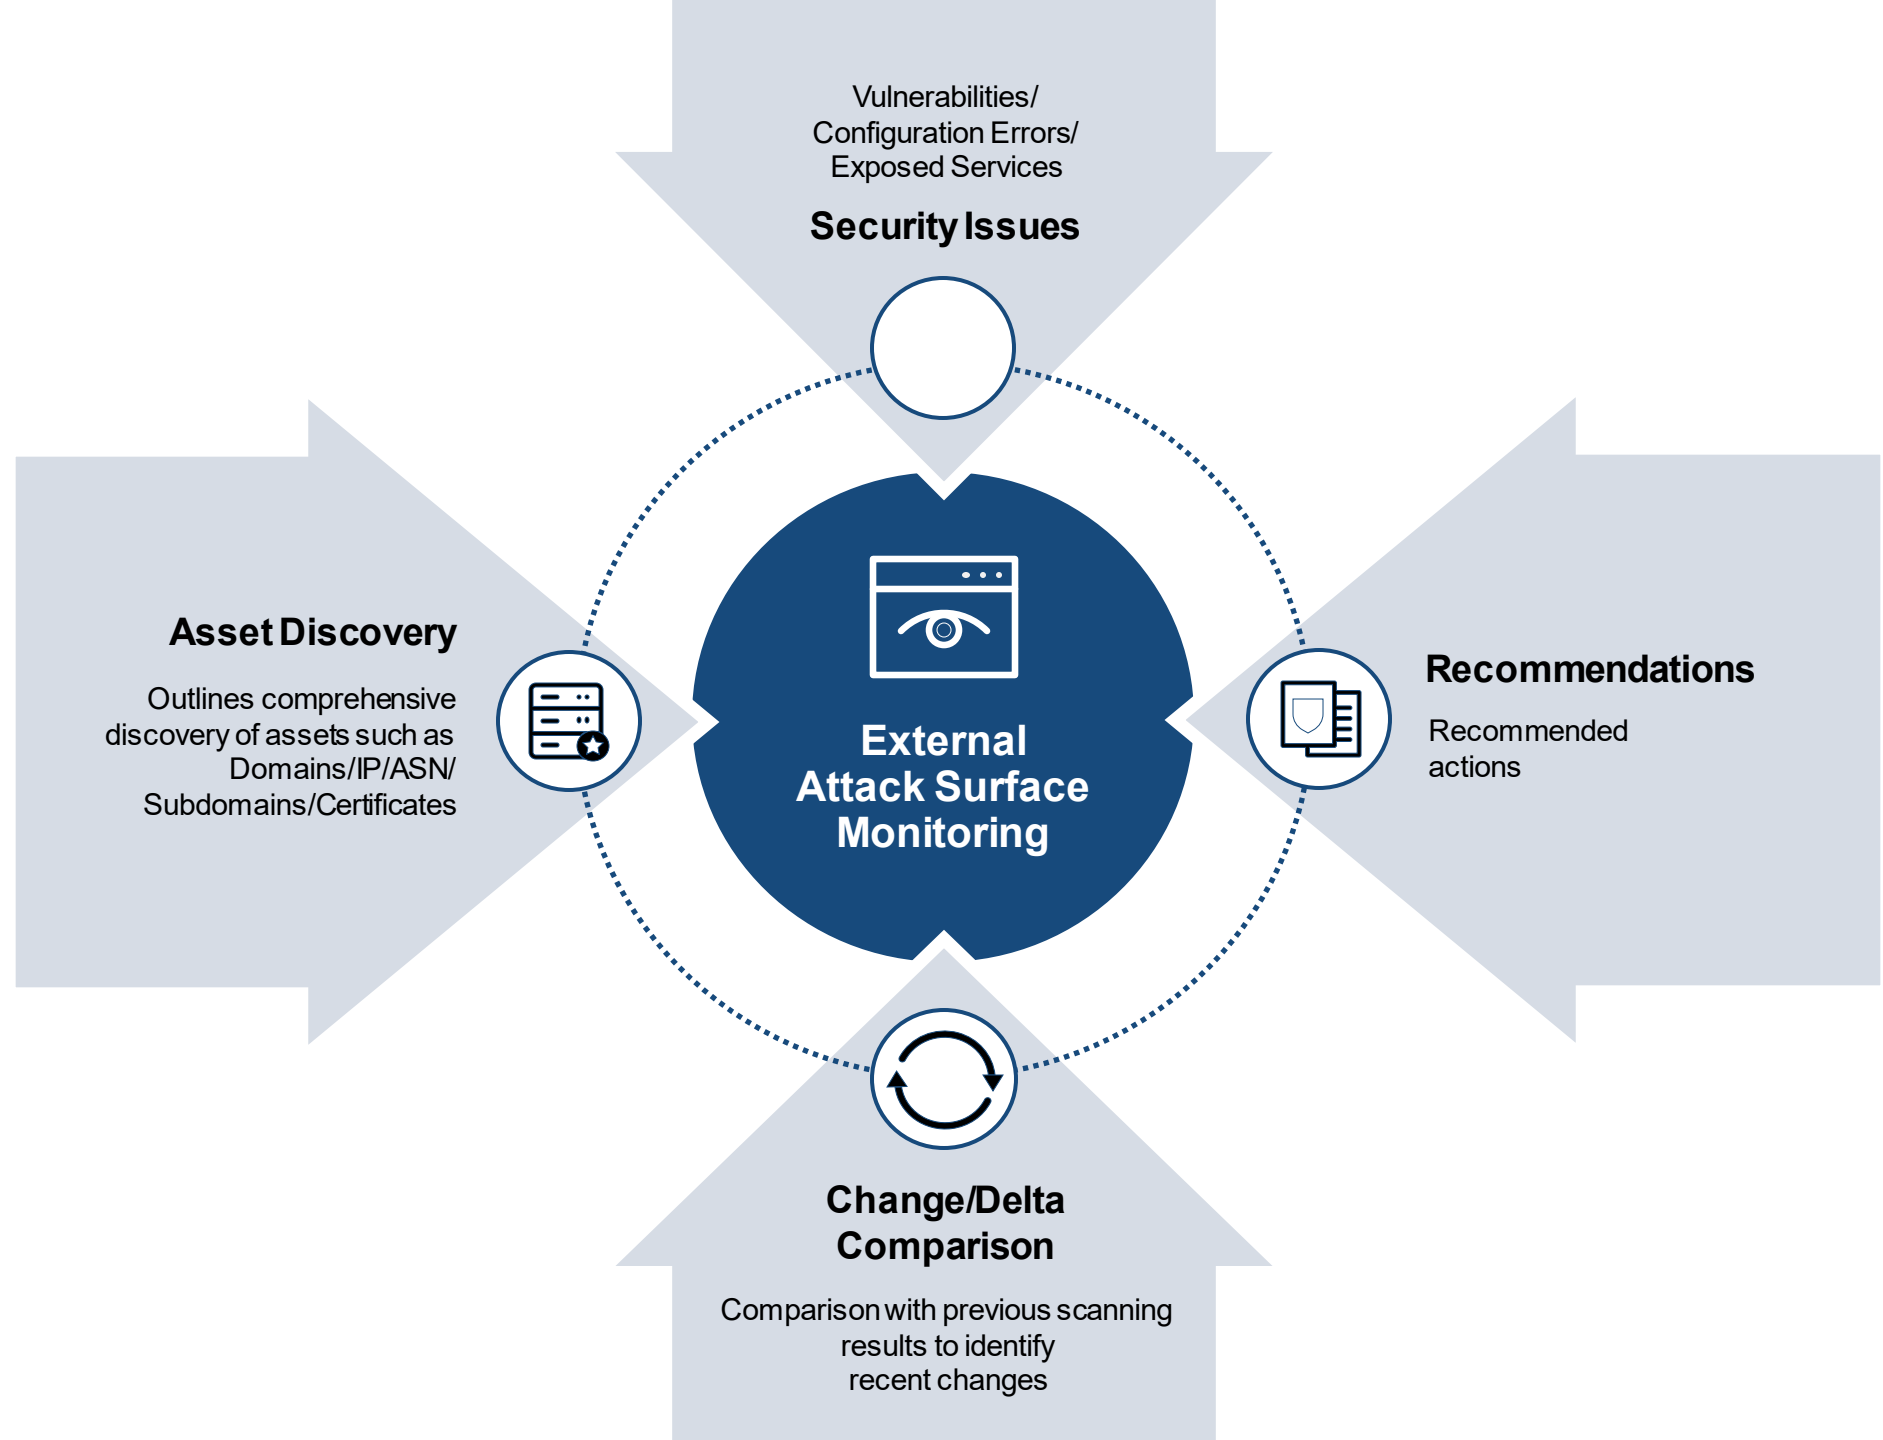 Vulnerabilities/
Configuration Errors/
Exposed Services
Security Issues
Asset Discovery
Outlines comprehensive
discovery of assets such as
Domains/IP/ASN/
Subdomains/Certificates
External
Attack Surface
Monitoring
Recommendations
Recommended
actions
Change/Delta
Comparison
Comparison with previous scanning
results to identify
recent changes